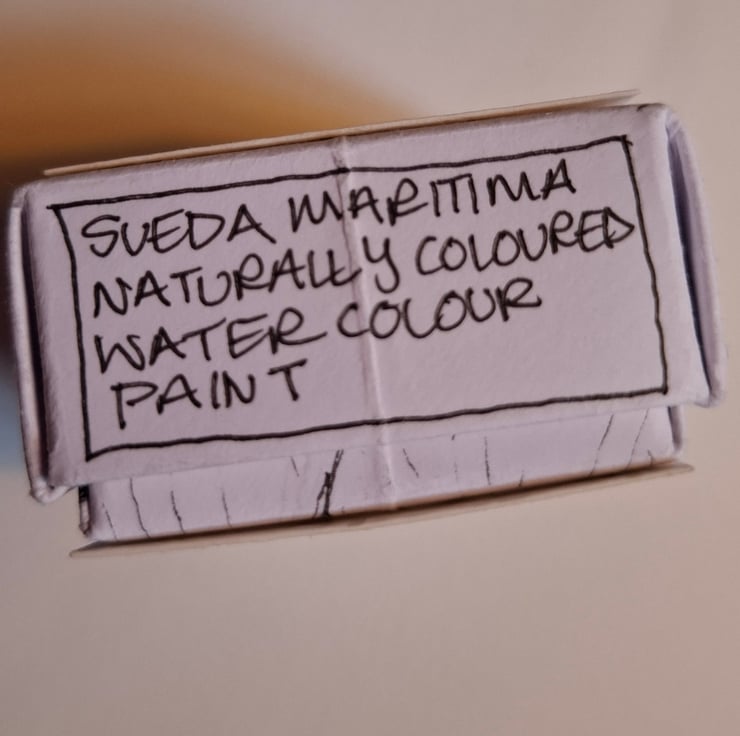 SUEDA MARITIMA
NATURALLY COLOURED
WATER COLOUR
PAINT